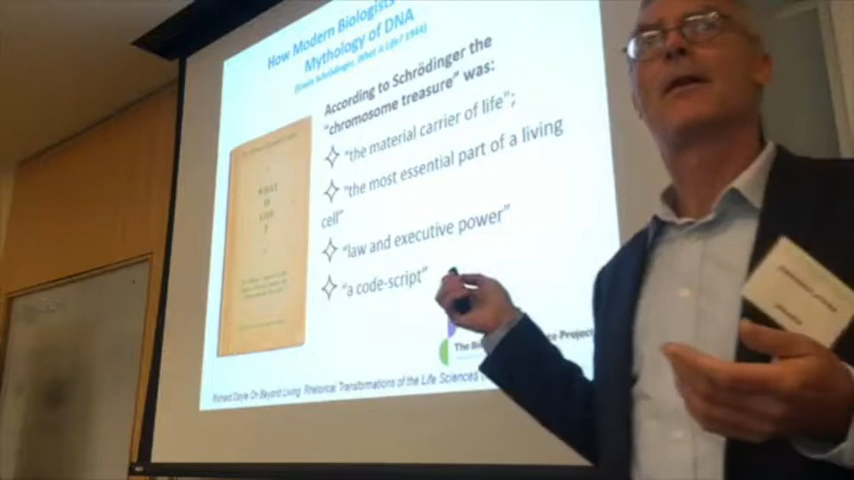 How Modern Biologists
Mythology of DNA
(Erwin Schrödinger, What is Life? 1944)
According to Schrödinger the
"chromosome treasure" was:
"the material carrier of life";
"the most essential part of a living
cell"
"law and executive power"
"a code-script"
WHAT
IS
LIFE
?
The Bi
ce Project
Richard Doyle On Beyond Living: Rhetorical Transformations of the Life Sciences